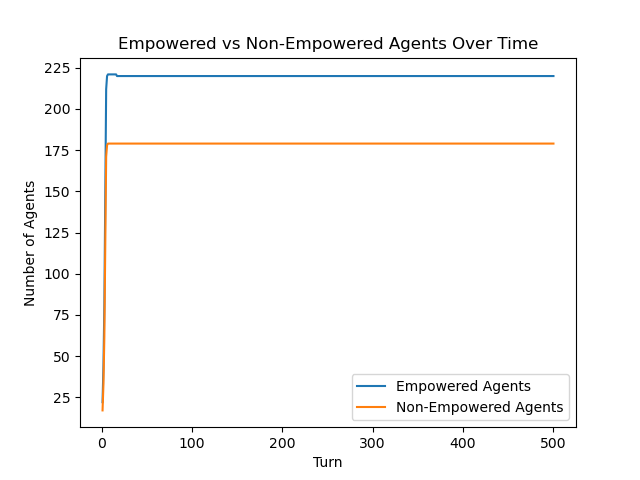 Empowered vs Non-Empowered Agents Over Time
225
200
175
150
125
100
75
50
25
Number of Agents
0 100 200 300 400 500
Turn
Empowered Agents
Non-Empowered Agents